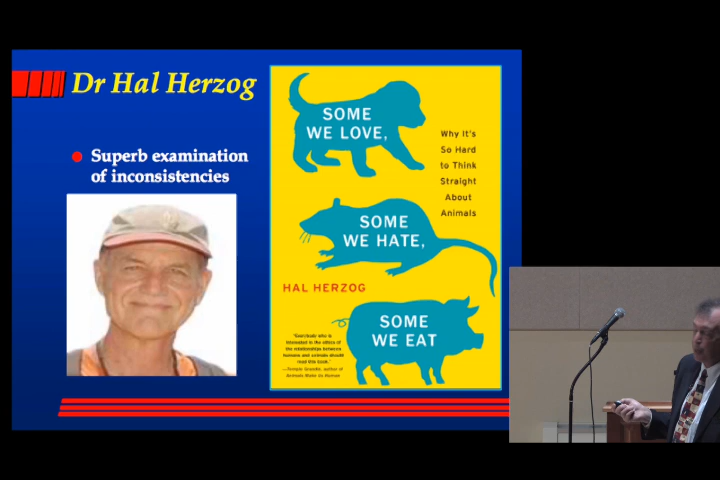 Dr Hal Herzog
Superb examination
of inconsistencies
SOME
WE LOVE,
Why It's
So Hard
to Think
Straight
About
Animals
SOME
WE HATE,
HAL HERZOG
SOME
WE EAT
"Everybody who is
interested in the ethics of
the relationships between
humans and animals should
read this book."
—Temple Grandin, author of
Animals Make Us Human